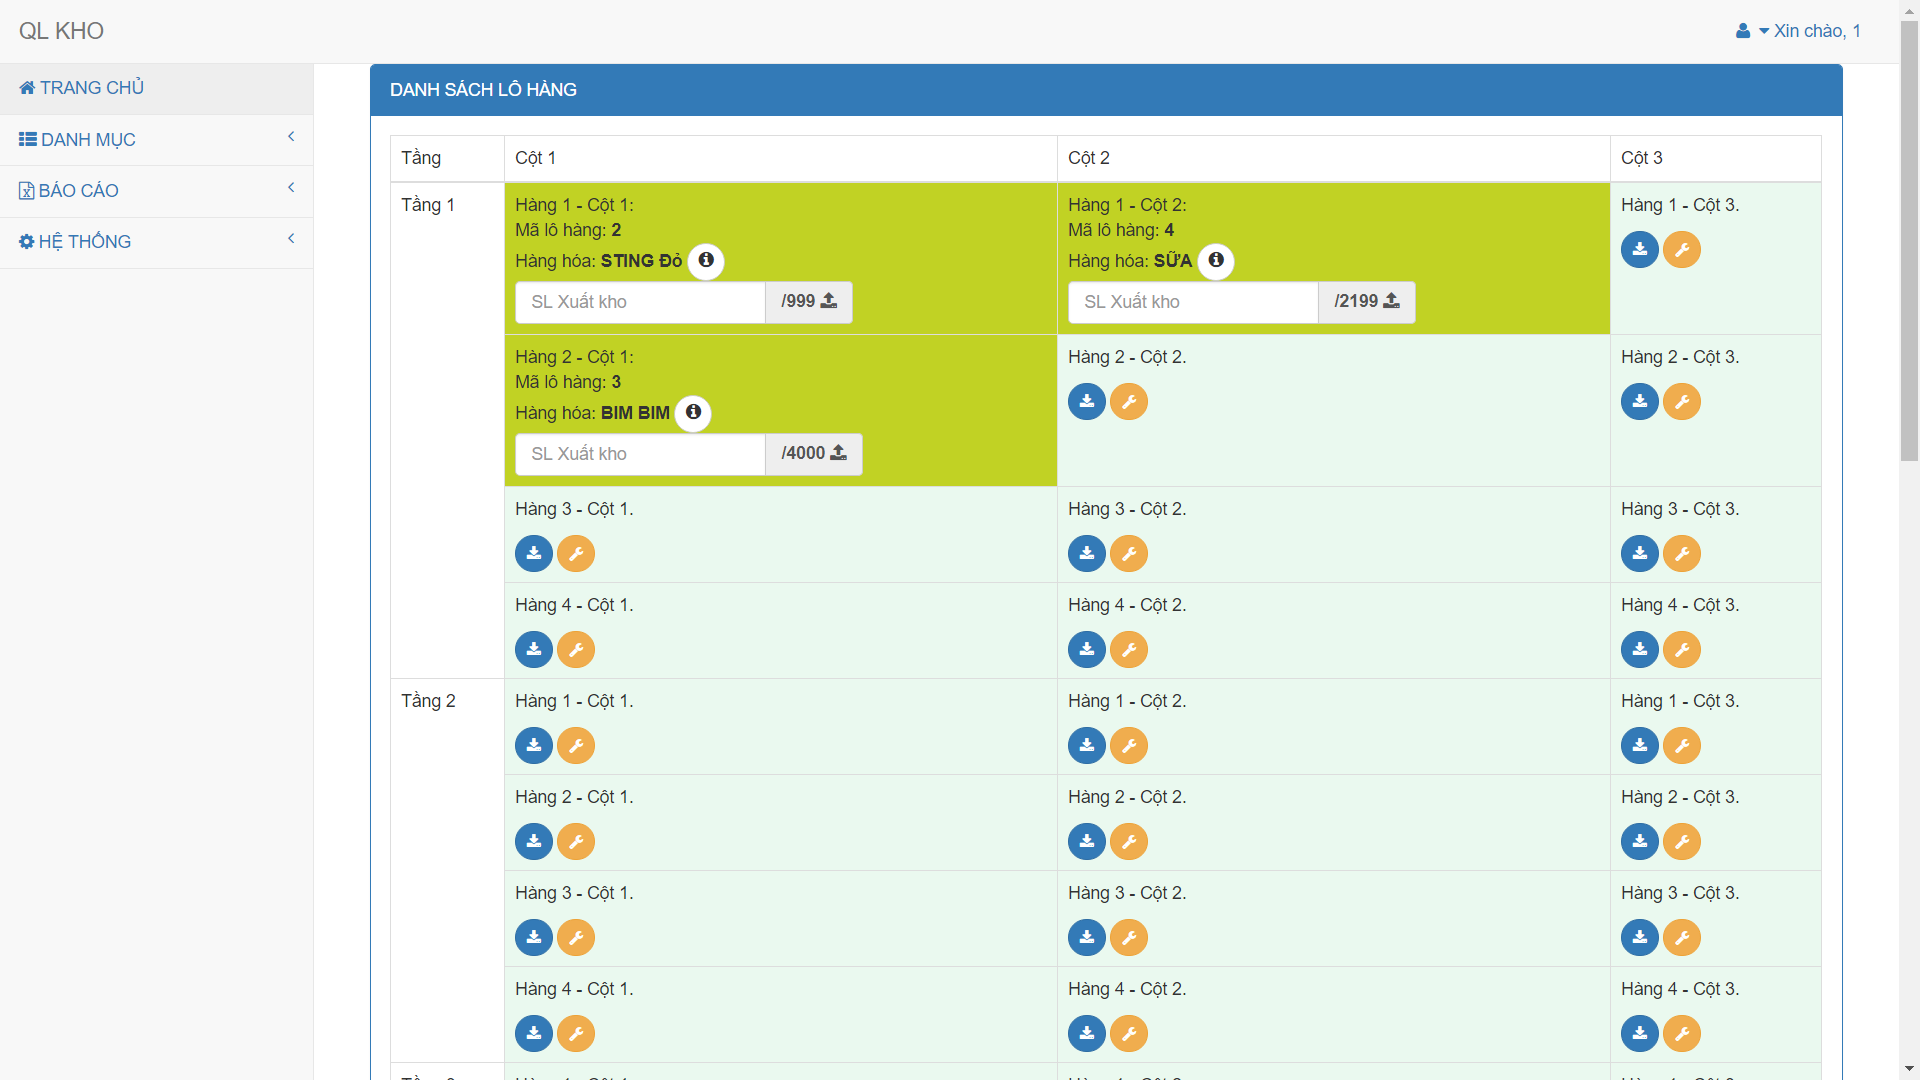 QL KHO
Xin chào, 1
TRANG CHỦ
DANH MỤC
BÁO CÁO
HỆ THỐNG
DANH SÁCH LÔ HÀNG
Tầng Cột 1 Cột 2 Cột 3
Tầng 1
Hàng 1 - Cột 1:
Mã lô hàng: 2
Hàng hóa: STING Đỏ
SL Xuất kho /999
Hàng 1 - Cột 2:
Mã lô hàng: 4
Hàng hóa: SỮA
SL Xuất kho /2199
Hàng 1 - Cột 3.
Hàng 2 - Cột 1:
Mã lô hàng: 3
Hàng hóa: BIM BIM
SL Xuất kho /4000
Hàng 2 - Cột 2.
Hàng 2 - Cột 3.
Hàng 3 - Cột 1. Hàng 3 - Cột 2. Hàng 3 - Cột 3.
Hàng 4 - Cột 1. Hàng 4 - Cột 2. Hàng 4 - Cột 3.
Tầng 2 Hàng 1 - Cột 1. Hàng 1 - Cột 2. Hàng 1 - Cột 3.
Hàng 2 - Cột 1. Hàng 2 - Cột 2. Hàng 2 - Cột 3.
Hàng 3 - Cột 1. Hàng 3 - Cột 2. Hàng 3 - Cột 3.
Hàng 4 - Cột 1. Hàng 4 - Cột 2. Hàng 4 - Cột 3.